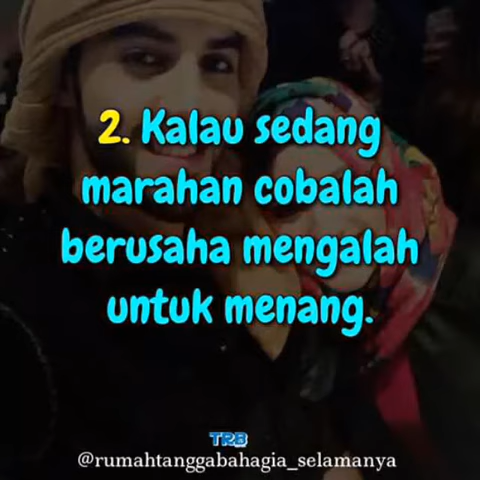 2. Kalau sedang
marahan cobalah
berusaha mengalah
untuk menang.
TRB
@rumahtanggabahagia_selamanya